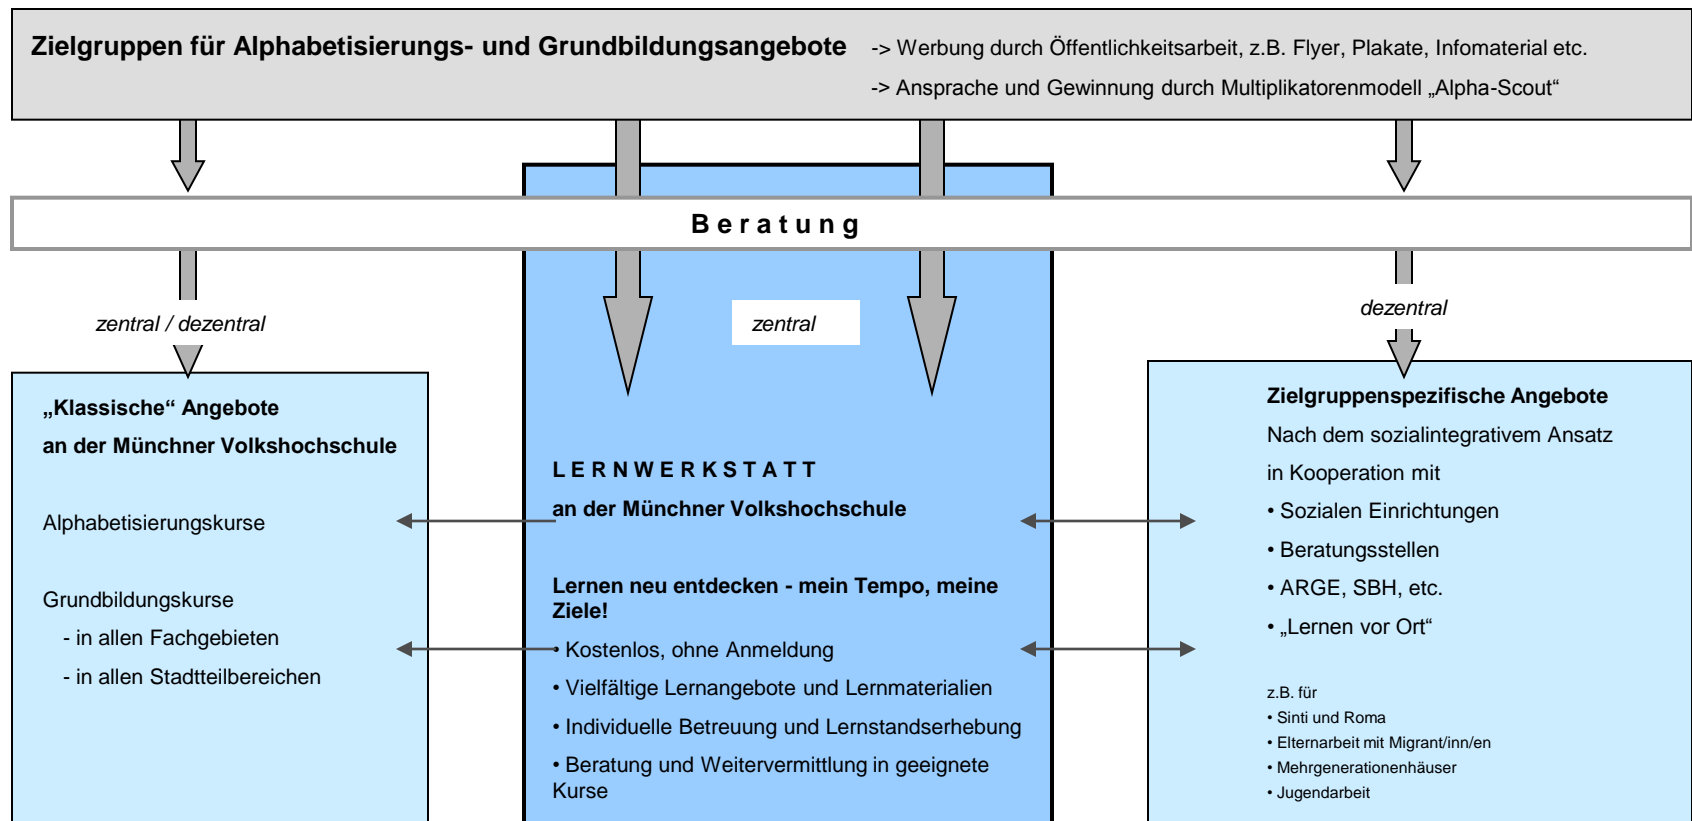 Zielgruppen für Alphabetisierungs- und Grundbildungsangebote -> Werbung durch Öffentlichkeitsarbeit, z.B. Flyer, Plakate, Infomaterial etc.
-> Ansprache und Gewinnung durch Multiplikatorenmodell „Alpha-Scout“
B e r a t u n g
zentral / dezentral
zentral
dezentral
„Klassische“ Angebote
an der Münchner Volkshochschule
Alphabetisierungskurse
Grundbildungskurse
- in allen Fachgebieten
- in allen Stadtteilbereichen
L E R N W E R K S T A T T
an der Münchner Volkshochschule
Lernen neu entdecken - mein Tempo, meine
Ziele!
• Kostenlos, ohne Anmeldung
• Vielfältige Lernangebote und Lernmaterialien
• Individuelle Betreuung und Lernstandserhebung
• Beratung und Weitervermittlung in geeignete
Kurse
Zielgruppenspezifische Angebote
Nach dem sozialintegrativem Ansatz
in Kooperation mit
• Sozialen Einrichtungen
• Beratungsstellen
• ARGE, SBH, etc.
• „Lernen vor Ort“
z.B. für
• Sinti und Roma
• Elternarbeit mit Migrant/inn/en
• Mehrgenerationenhäuser
• Jugendarbeit